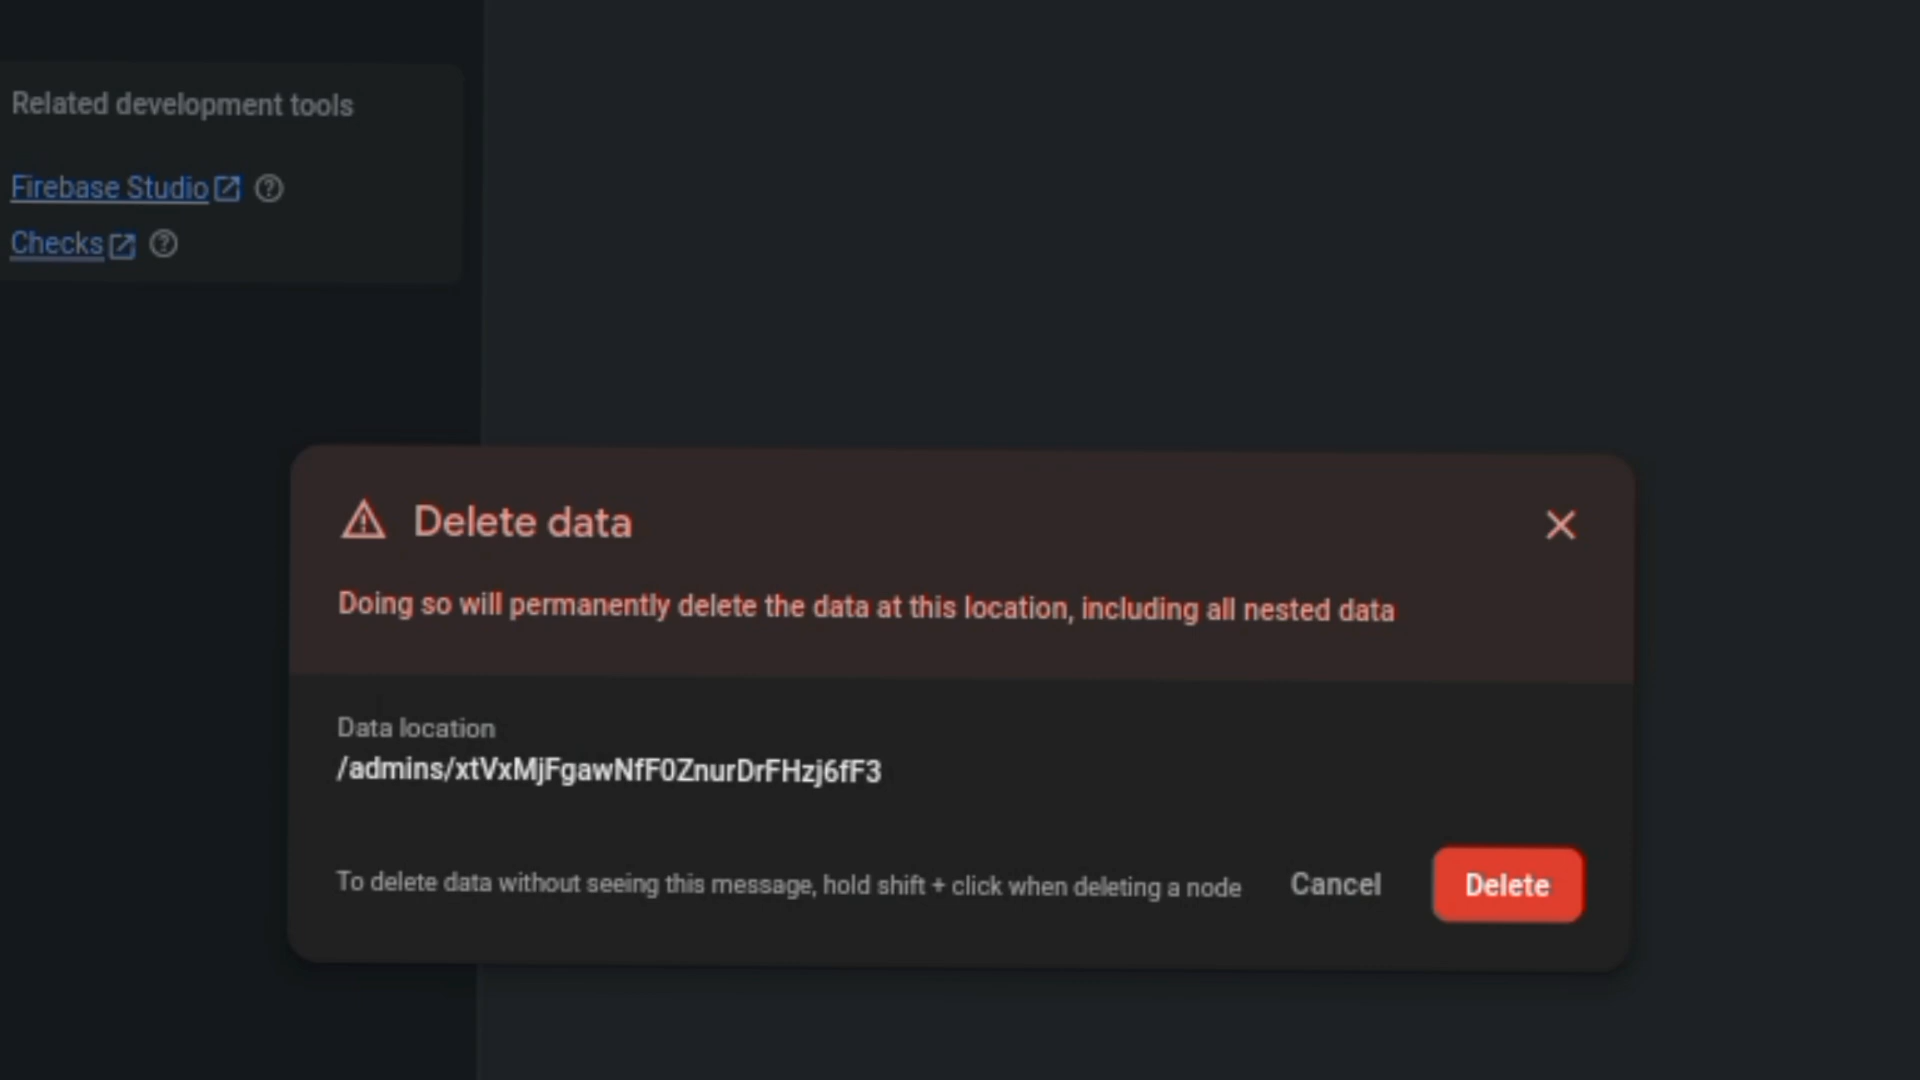 Related development tools
Firebase Studio
Checks
Delete data
Doing so will permanently delete the data at this location, including all nested data
Data location
/admins/xtVxMjFgawNfF0ZnurDrFHzj6fF3
To delete data without seeing this message, hold shift + click when deleting a node
Cancel
Delete